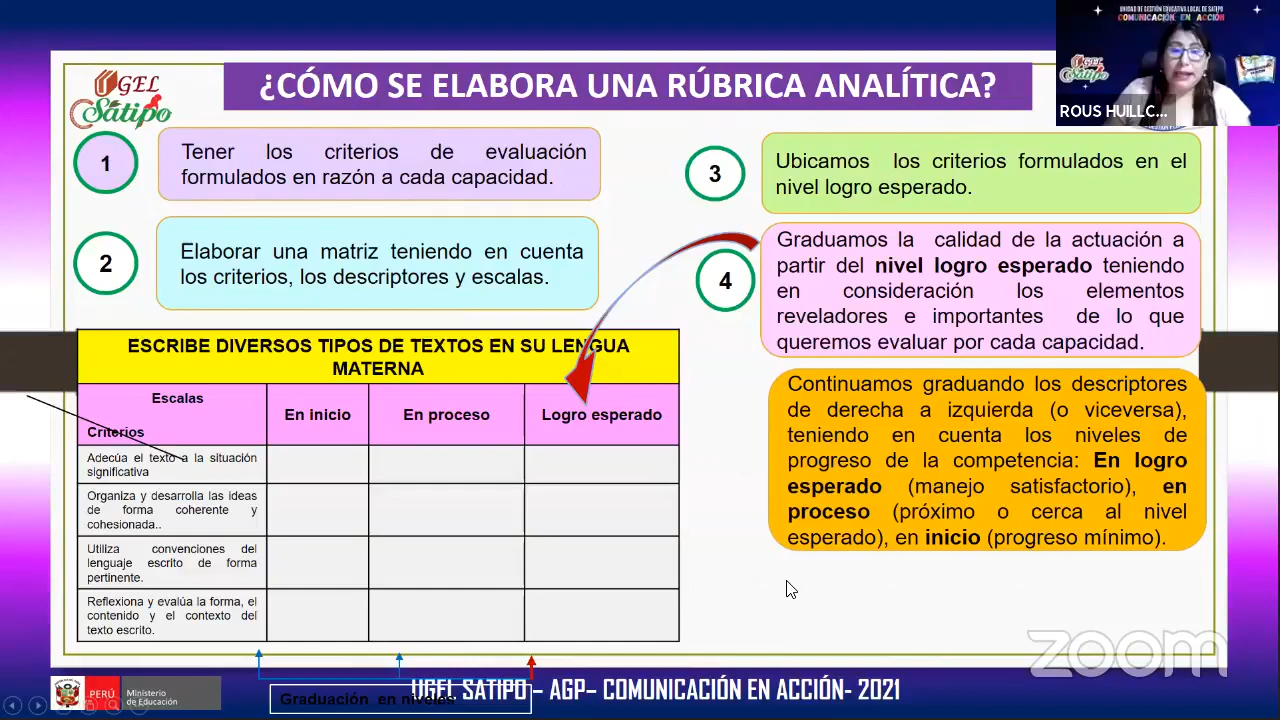 UNIDAD DE GESTIÓN EDUCATIVA LOCAL DE SATIPO
COMUNICACIÓN EN ACCIÓN
UGEL
Satipo
ROUS HUILLC...
UGEL
Satipo
¿CÓMO SE ELABORA UNA RÚBRICA ANALÍTICA?
1
Tener los criterios de evaluación
formulados en razón a cada capacidad.
2
Elaborar una matriz teniendo en cuenta
los criterios, los descriptores y escalas.
3
Ubicamos los criterios formulados en el
nivel logro esperado.
4
Graduamos la calidad de la actuación a
partir del nivel logro esperado teniendo
en consideración los elementos
reveladores e importantes de lo que
queremos evaluar por cada capacidad.
Continuamos graduando los descriptores
de derecha a izquierda (o viceversa),
teniendo en cuenta los niveles de
progreso de la competencia: En logro
esperado (manejo satisfactorio), en
proceso (próximo o cerca al nivel
esperado), en inicio (progreso mínimo).
ESCRIBE DIVERSOS TIPOS DE TEXTOS EN SU LENGUA
MATERNA
Escalas
Criterios
En inicio
En proceso
Logro esperado
Adecúa el texto a la situación
significativa
Organiza y desarrolla las ideas
de forma coherente y
cohesionada..
Utiliza convenciones del
lenguaje escrito de forma
pertinente.
Reflexiona y evalúa la forma, el
contenido y el contexto del
texto escrito.
Graduación en niveles
zoom
PERÚ
Ministerio
de Educación
UGEL SATIPO – AGP– COMUNICACIÓN EN ACCIÓN- 2021